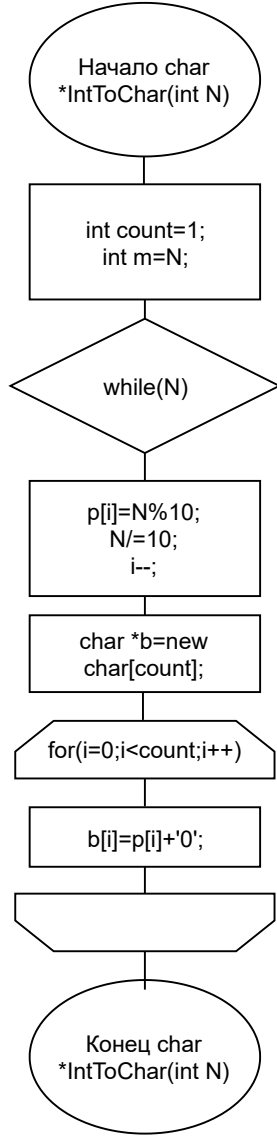 Начало char
*IntToChar(int N)
int count=1;
int m=N;
while(N)
p[i]=N%10;
N/=10;
i--;
char *b=new
char[count];
for(i=0;i<count;i++)
b[i]=p[i]+'0';
Конец char
*IntToChar(int N)